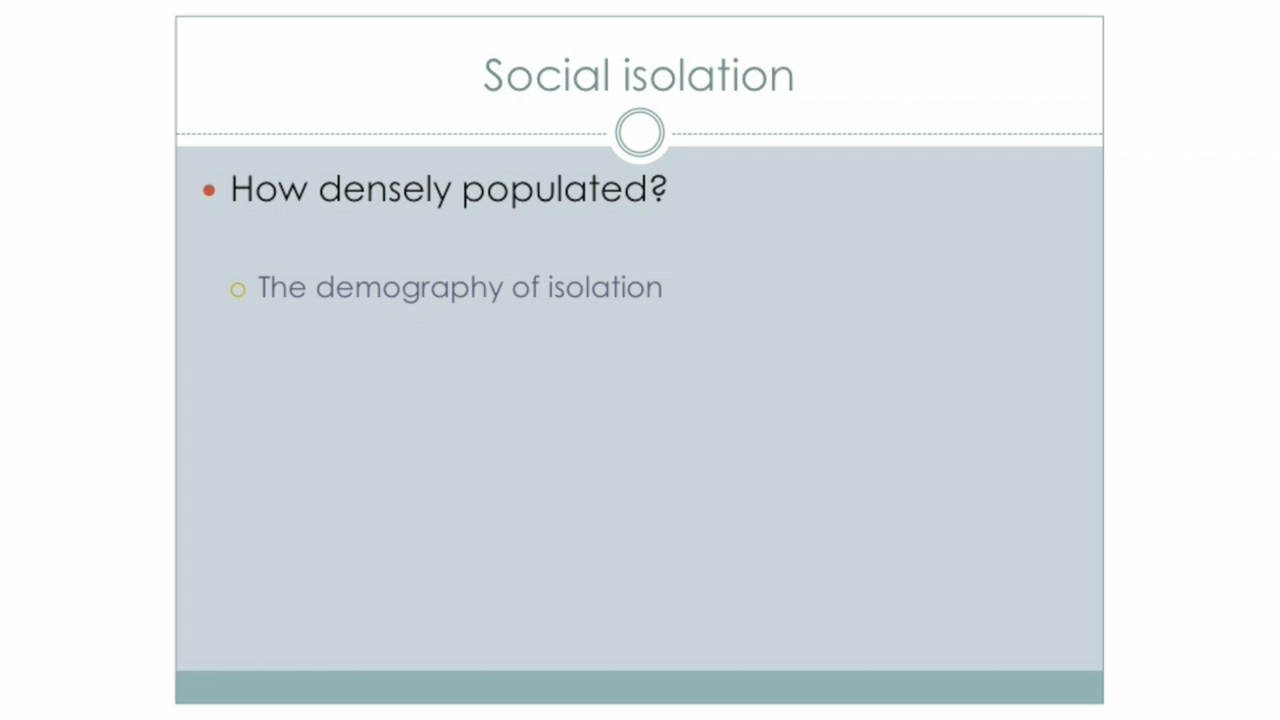 Social isolation
How densely populated?
The demography of isolation